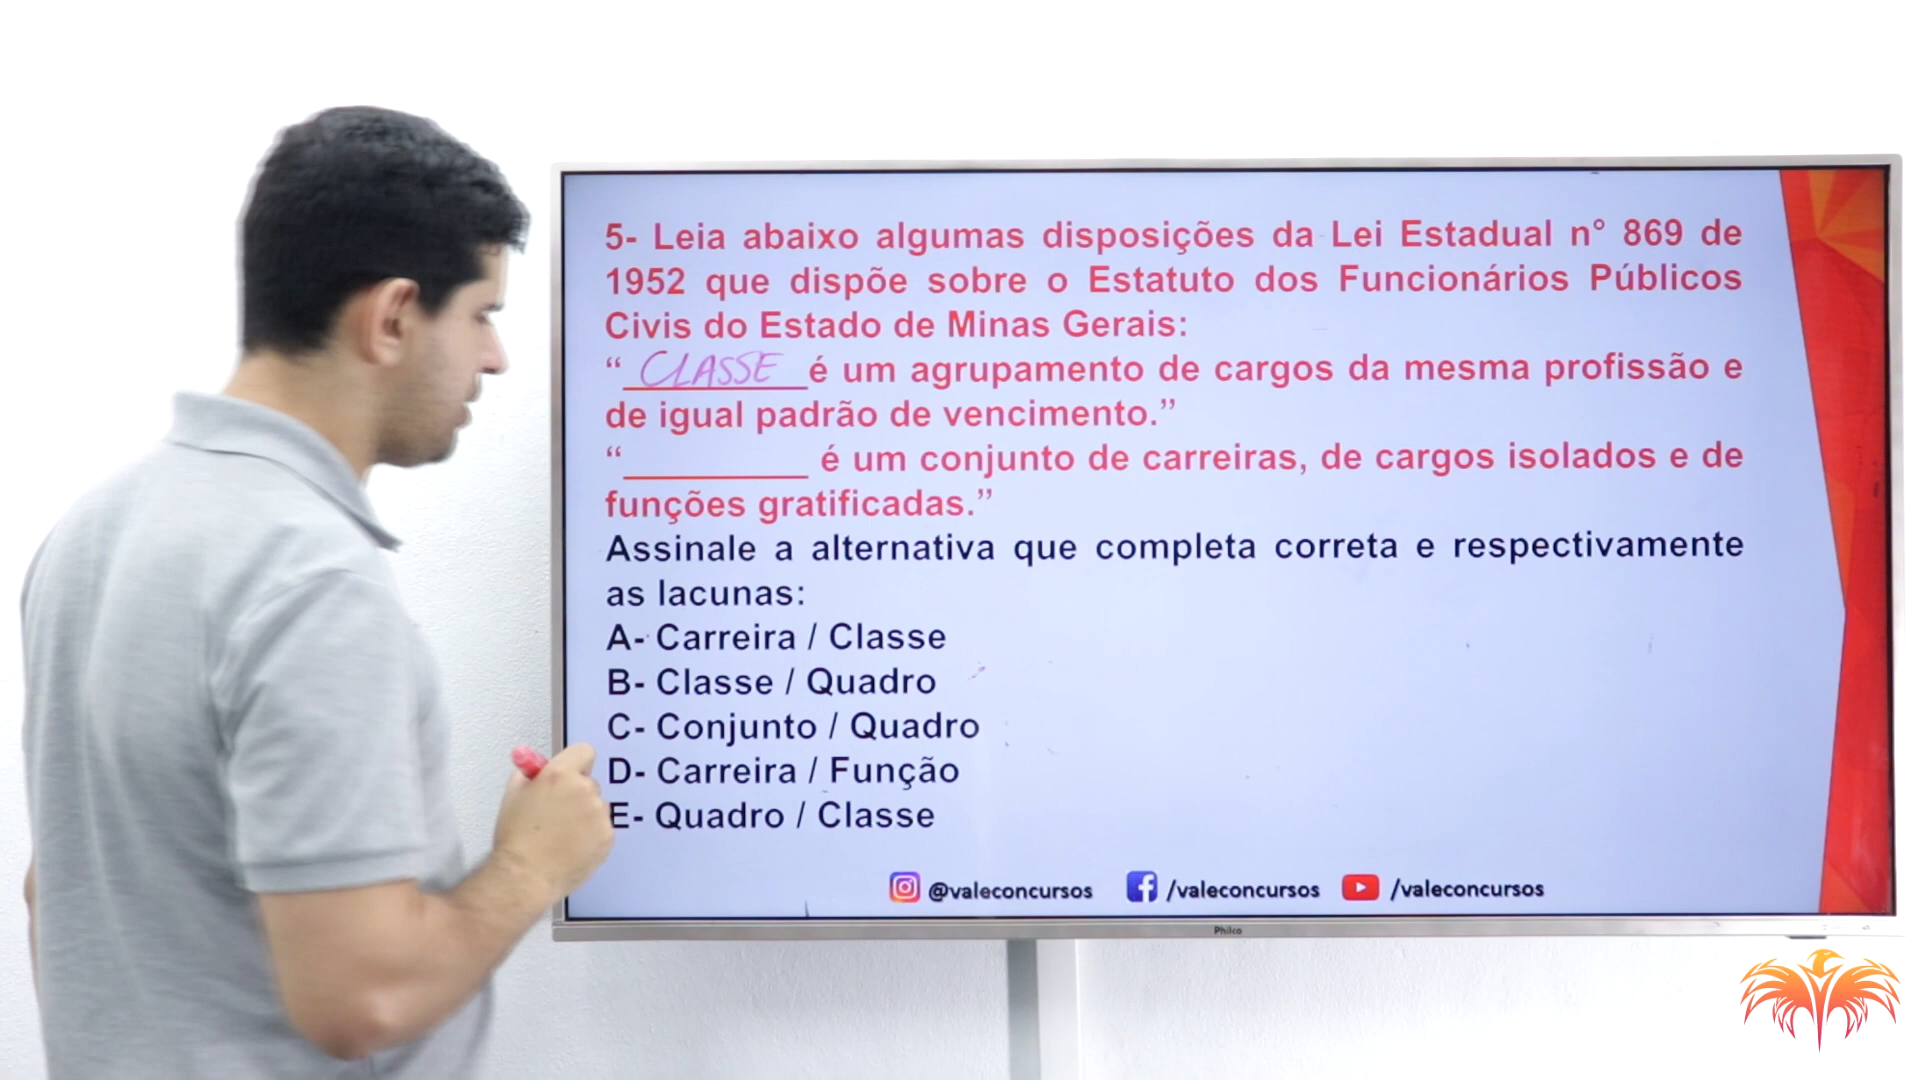 5- Leia abaixo algumas disposições da Lei Estadual n° 869 de
1952 que dispõe sobre o Estatuto dos Funcionários Públicos
Civis do Estado de Minas Gerais:
“ CLASSE é um agrupamento de cargos da mesma profissão e
de igual padrão de vencimento.”
“__________ é um conjunto de carreiras, de cargos isolados e de
funções gratificadas.”
Assinale a alternativa que completa correta e respectivamente
as lacunas:
A- Carreira / Classe
B- Classe / Quadro
C- Conjunto / Quadro
D- Carreira / Função
E- Quadro / Classe
@valeconcursos /valeconcursos /valeconcursos
Philco